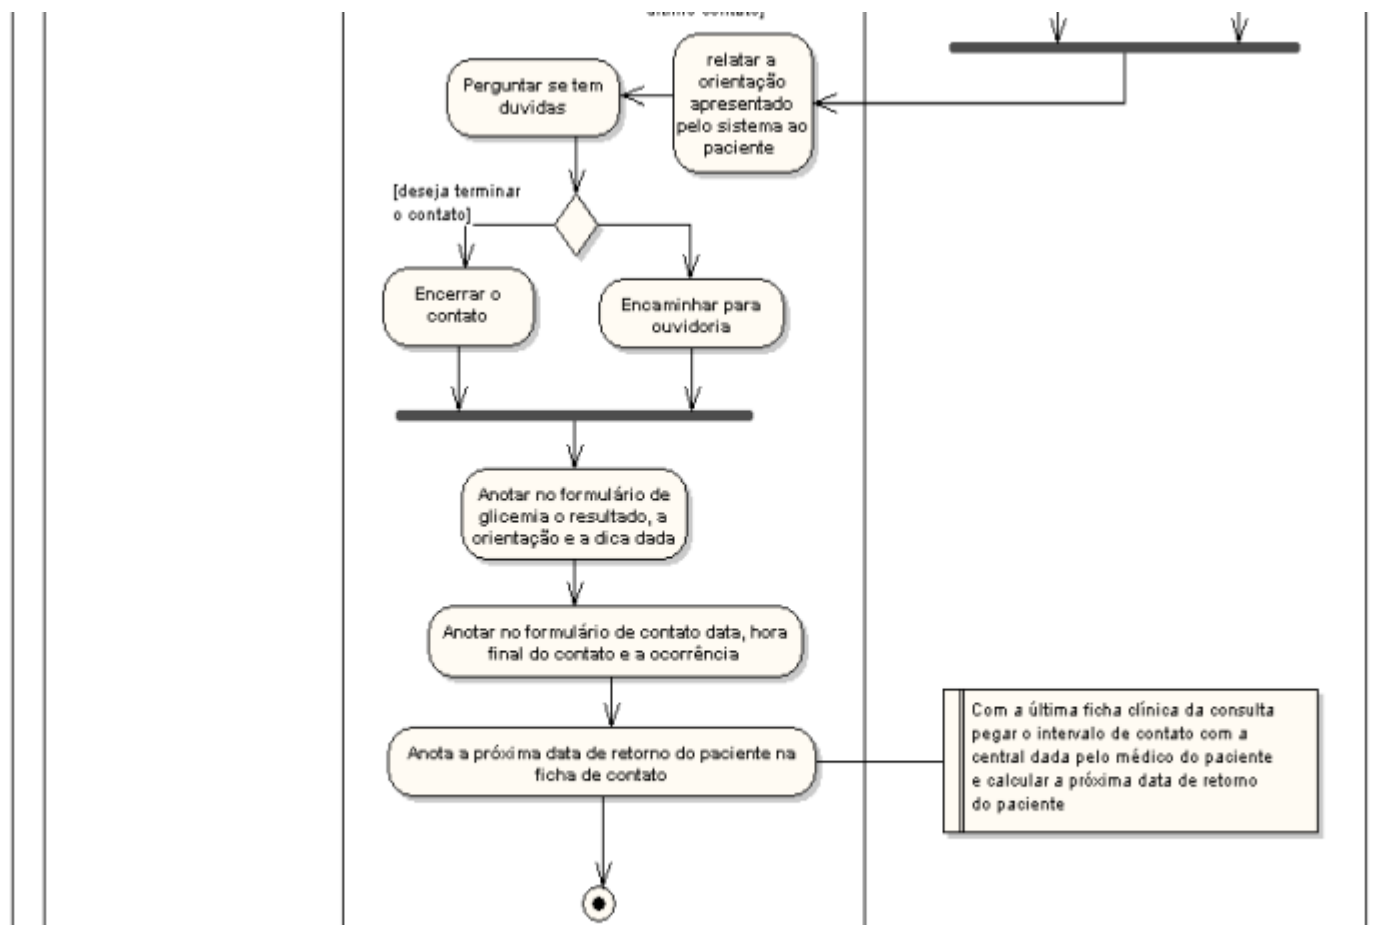 relatar a
orientação
apresentado
pelo sistema ao
paciente
Perguntar se tem
duvidas
[deseja terminar
o contato]
Encerrar o
contato
Encaminhar para
ouvidoria
Anotar no formulário de
glicemia o resultado, a
orientação e a dica dada
Anotar no formulário de contato data, hora
final do contato e a ocorrência
Anota a próxima data de retorno do paciente na
ficha de contato
Com a última ficha clínica da consulta
pegar o intervalo de contato com a
central dada pelo médico do paciente
e calcular a próxima data de retorno
do paciente